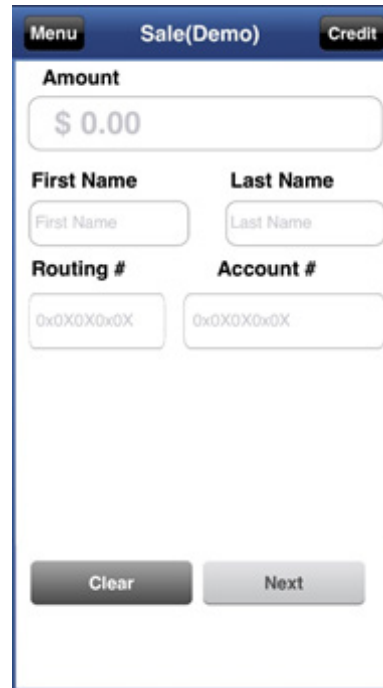 Menu Sale(Demo) Credit
Amount
$ 0.00
First Name Last Name
First Name Last Name
Routing # Account #
0x0X0X0x0X 0x0X0X0x0X
Clear Next